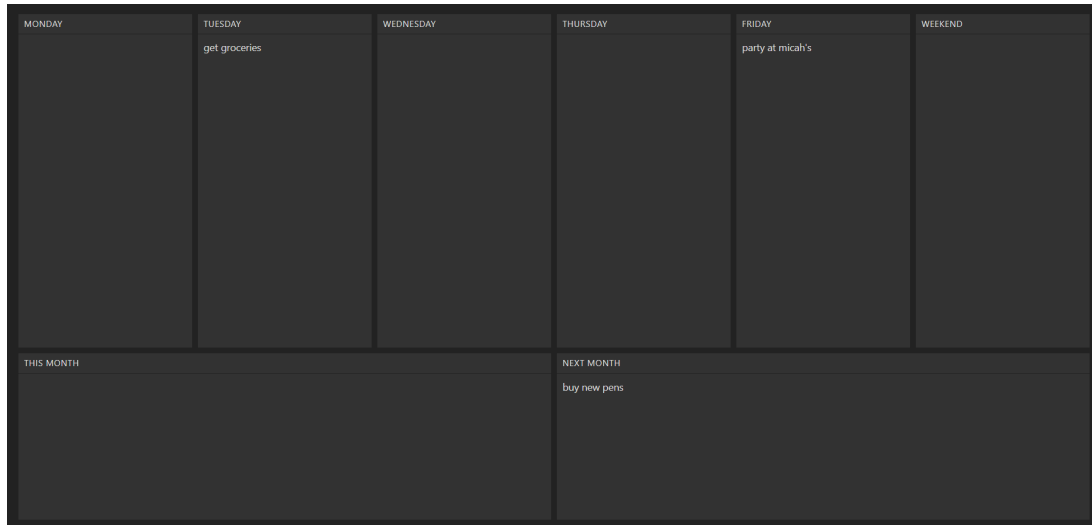 MONDAY
TUESDAY
WEDNESDAY
THURSDAY
FRIDAY
WEEKEND
get groceries
party at micah's
THIS MONTH
NEXT MONTH
buy new pens